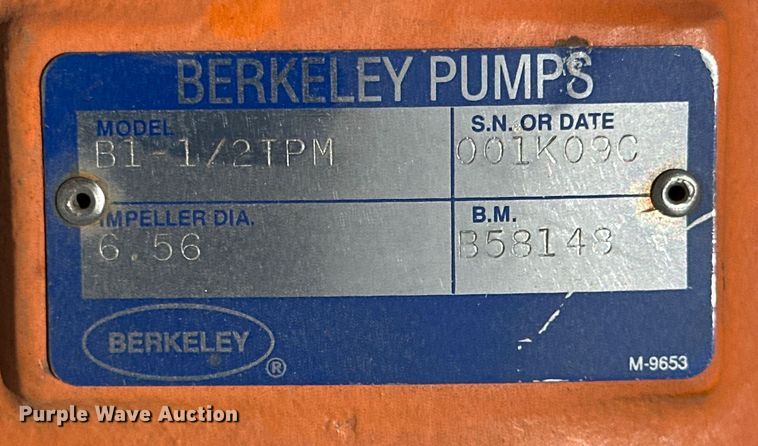 BERKELEY PUMPS
MODEL
B1-1/2TPM
S.N. OR DATE
001K09C
IMPELLER DIA.
6.56
B.M.
B58148
BERKELEY ®
M-9653
Purple Wave Auction